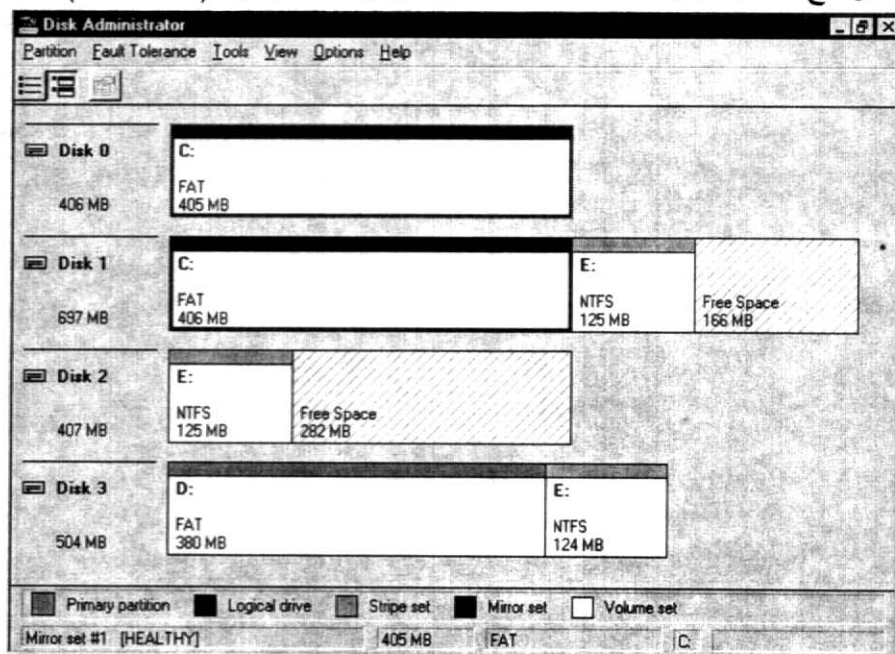 Disk Administrator
Partition Fault Tolerance Tools View Options Help
Disk 0
406 MB
C:
FAT
405 MB
Disk 1
697 MB
C:
FAT
406 MB
E:
NTFS
125 MB
Free Space
166 MB
Disk 2
407 MB
E:
NTFS
125 MB
Free Space
282 MB
Disk 3
504 MB
D:
FAT
380 MB
E:
NTFS
124 MB
Primary partition Logical drive Stripe set Mirror set Volume set
Mirror set #1 [HEALTHY] 405 MB FAT C: